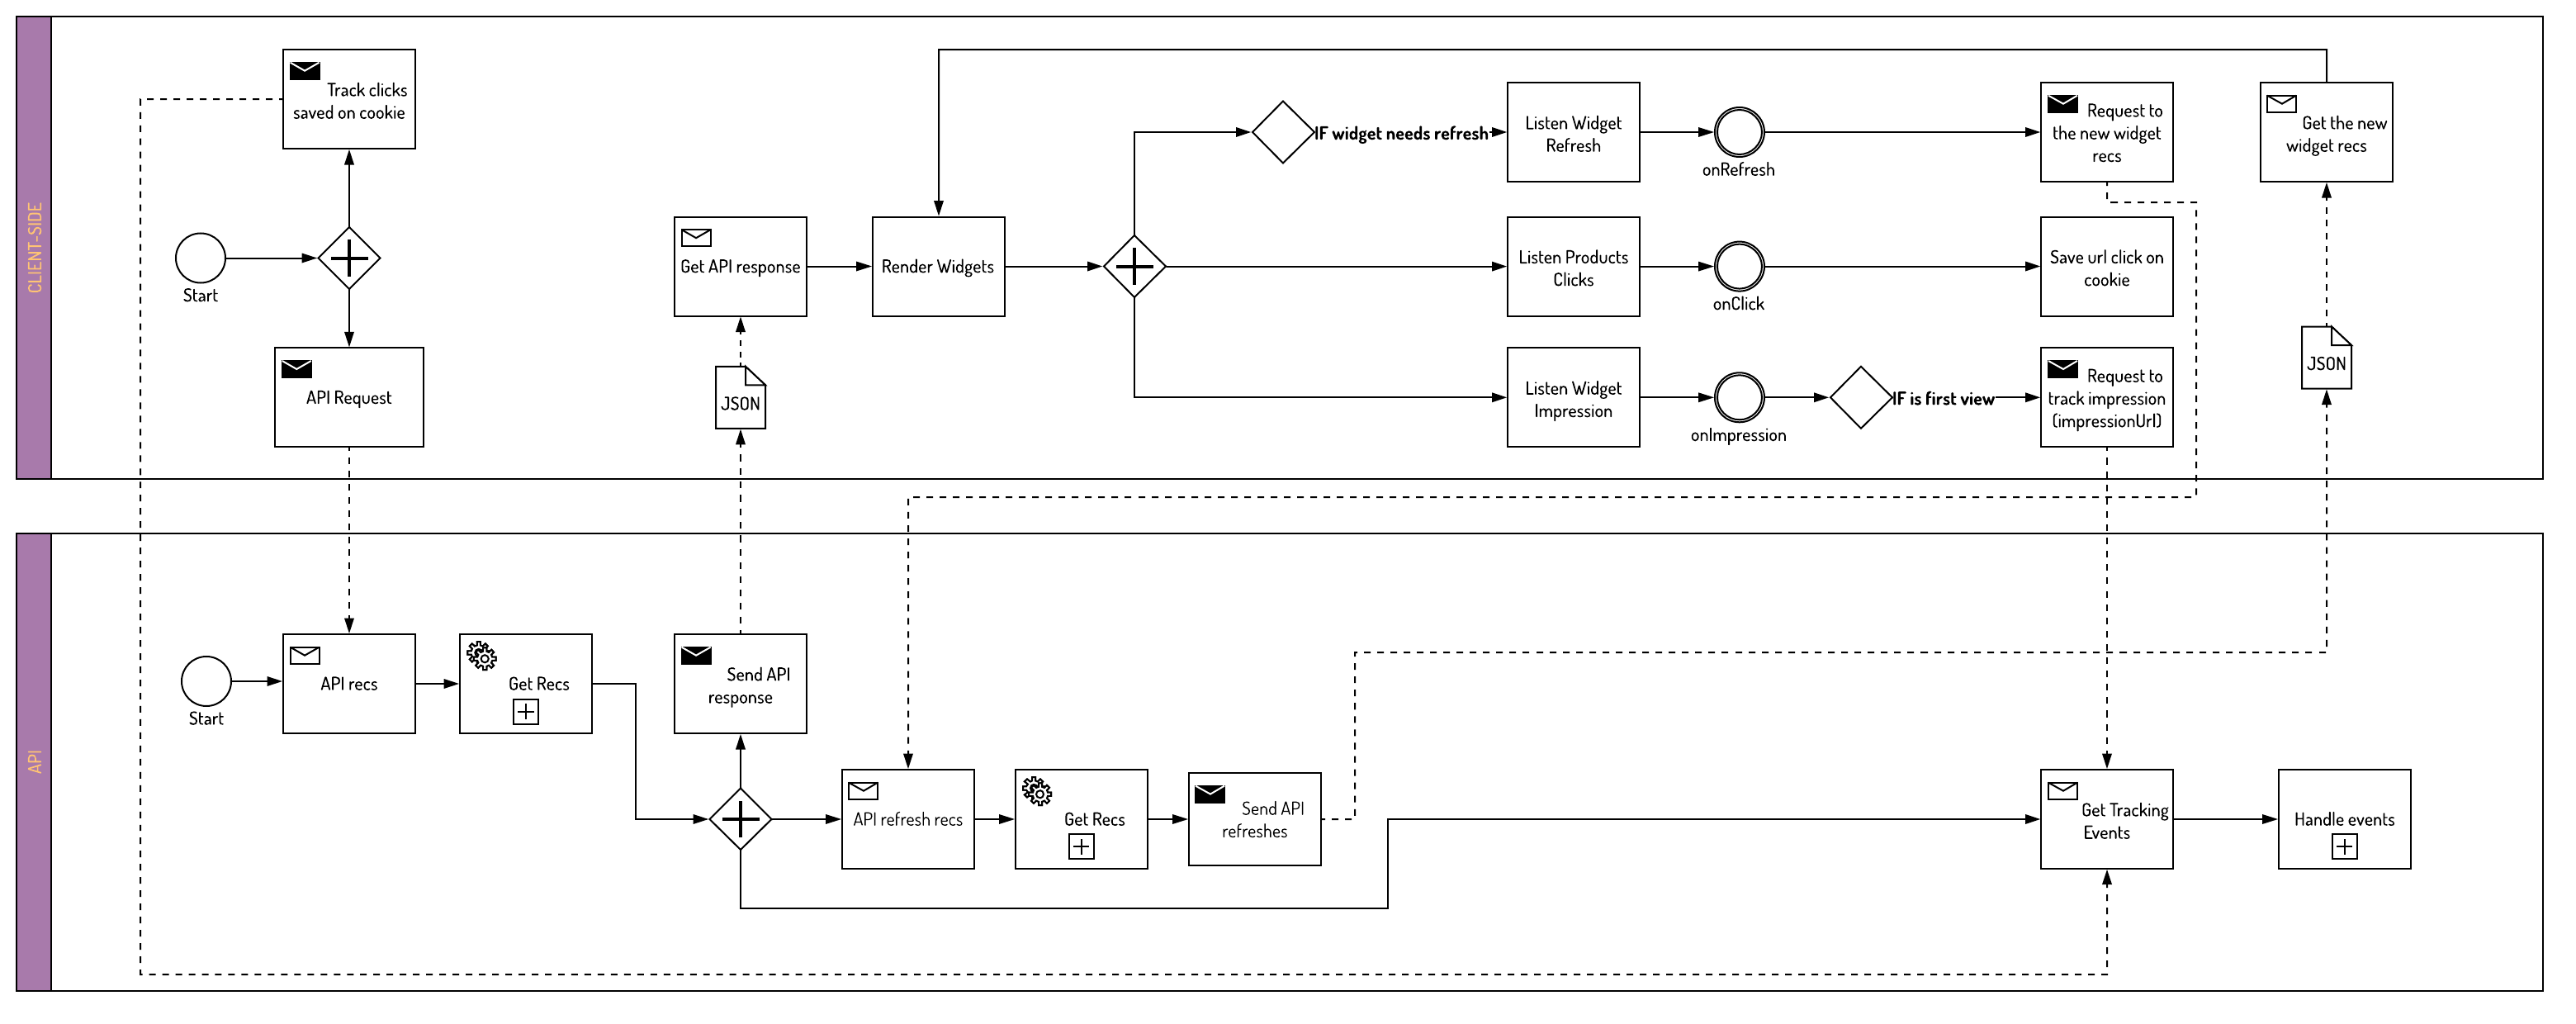 CLIENT-SIDE
Track clicks
saved on cookie
Start
API Request
Get API response
JSON
Render Widgets
IF widget needs refresh
Listen Widget
Refresh
onRefresh
Request to
the new widget
recs
Get the new
widget recs
Listen Products
Clicks
onClick
Save url click on
cookie
Listen Widget
Impression
onImpression
IF is first view
Request to
track impression
(impressionUrl)
JSON
API
Start
API recs
Get Recs
Send API
response
API refresh recs
Get Recs
Send API
refreshes
Get Tracking
Events
Handle events